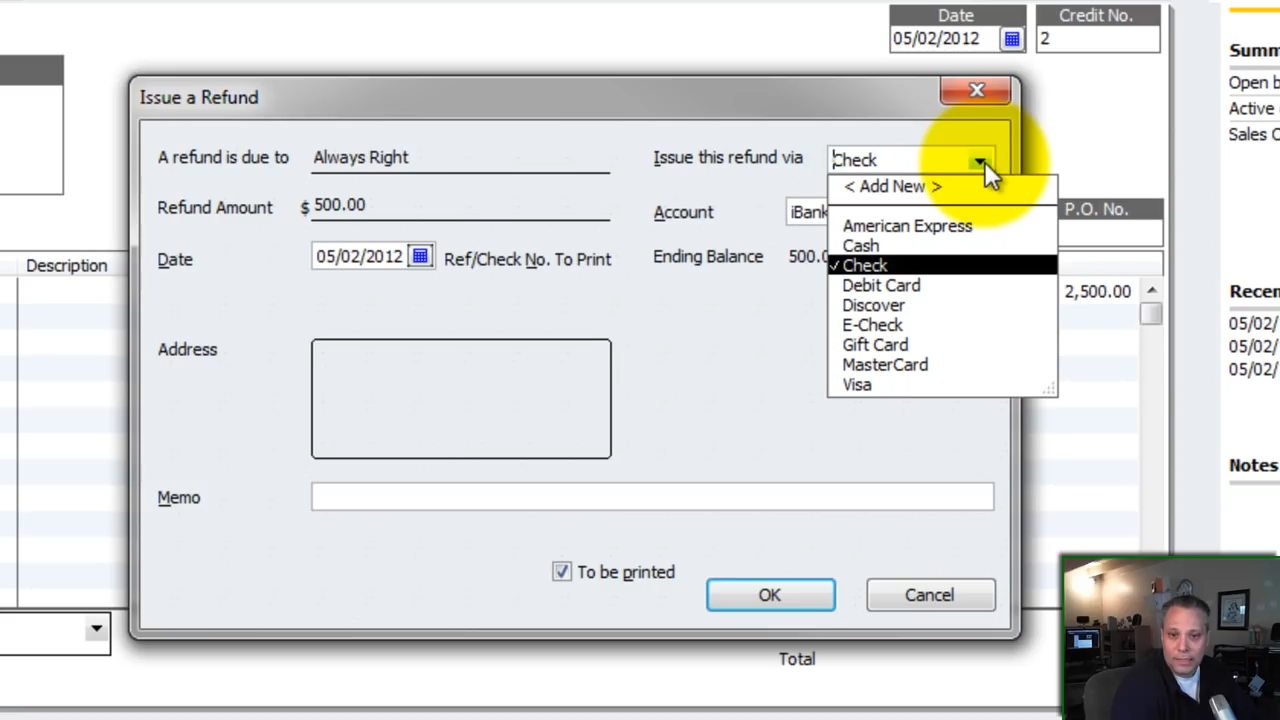 Date
Credit No.
05/02/2012
2
Summ
Open b
Active
Sales O
Issue a Refund
A refund is due to Always Right
Issue this refund via Check
< Add New >
Refund Amount $ 500.00
Account iBank
P.O. No.
American Express
Cash
Date 05/02/2012 Ref/Check No. To Print
Ending Balance 500.0
Check
Description
Debit Card
2,500.00
Recen
Discover
05/02/
E-Check
05/02/
Gift Card
05/02/
MasterCard
Visa
Address
Notes
Memo
To be printed
OK
Cancel
Total